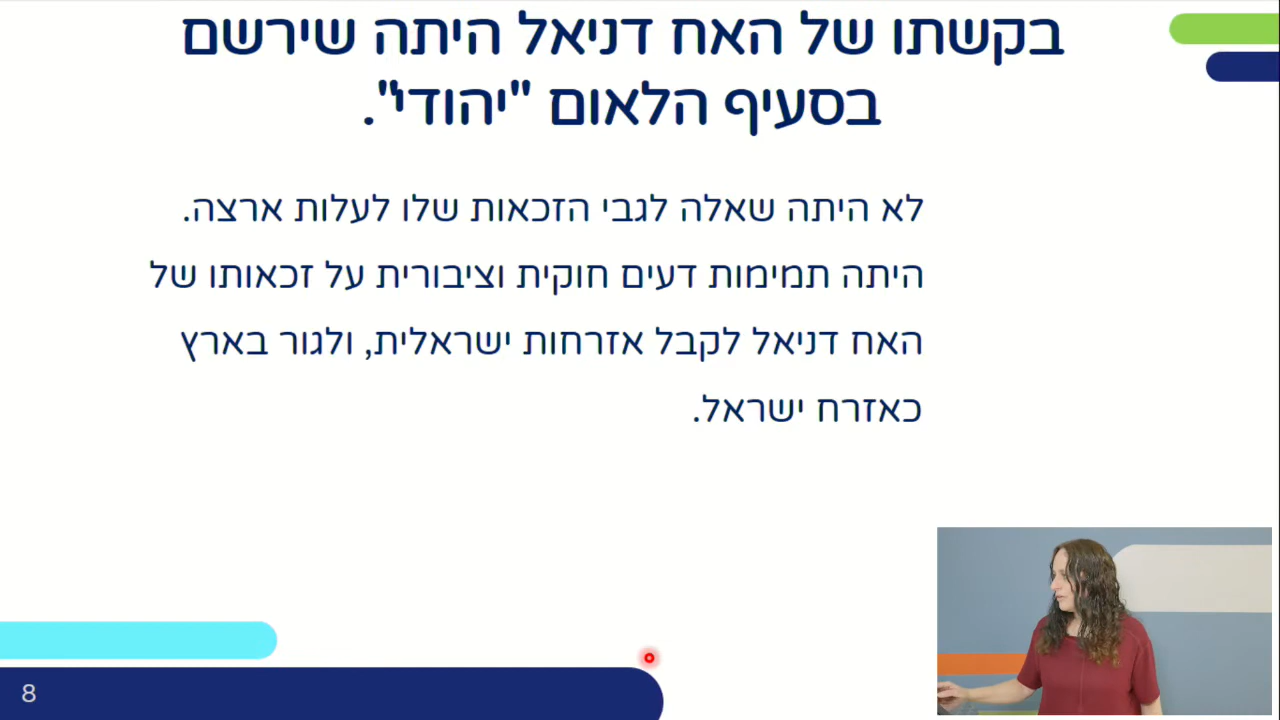 בקשתו של האח דניאל היתה שירשם
בסעיף הלאום "יהודי".
לא היתה שאלה לגבי הזכאות שלו לעלות ארצה.
היתה תמימות דעים חוקית וציבורית על זכאותו של
האח דניאל לקבל אזרחות ישראלית, ולגור בארץ
כאזרח ישראל.
8